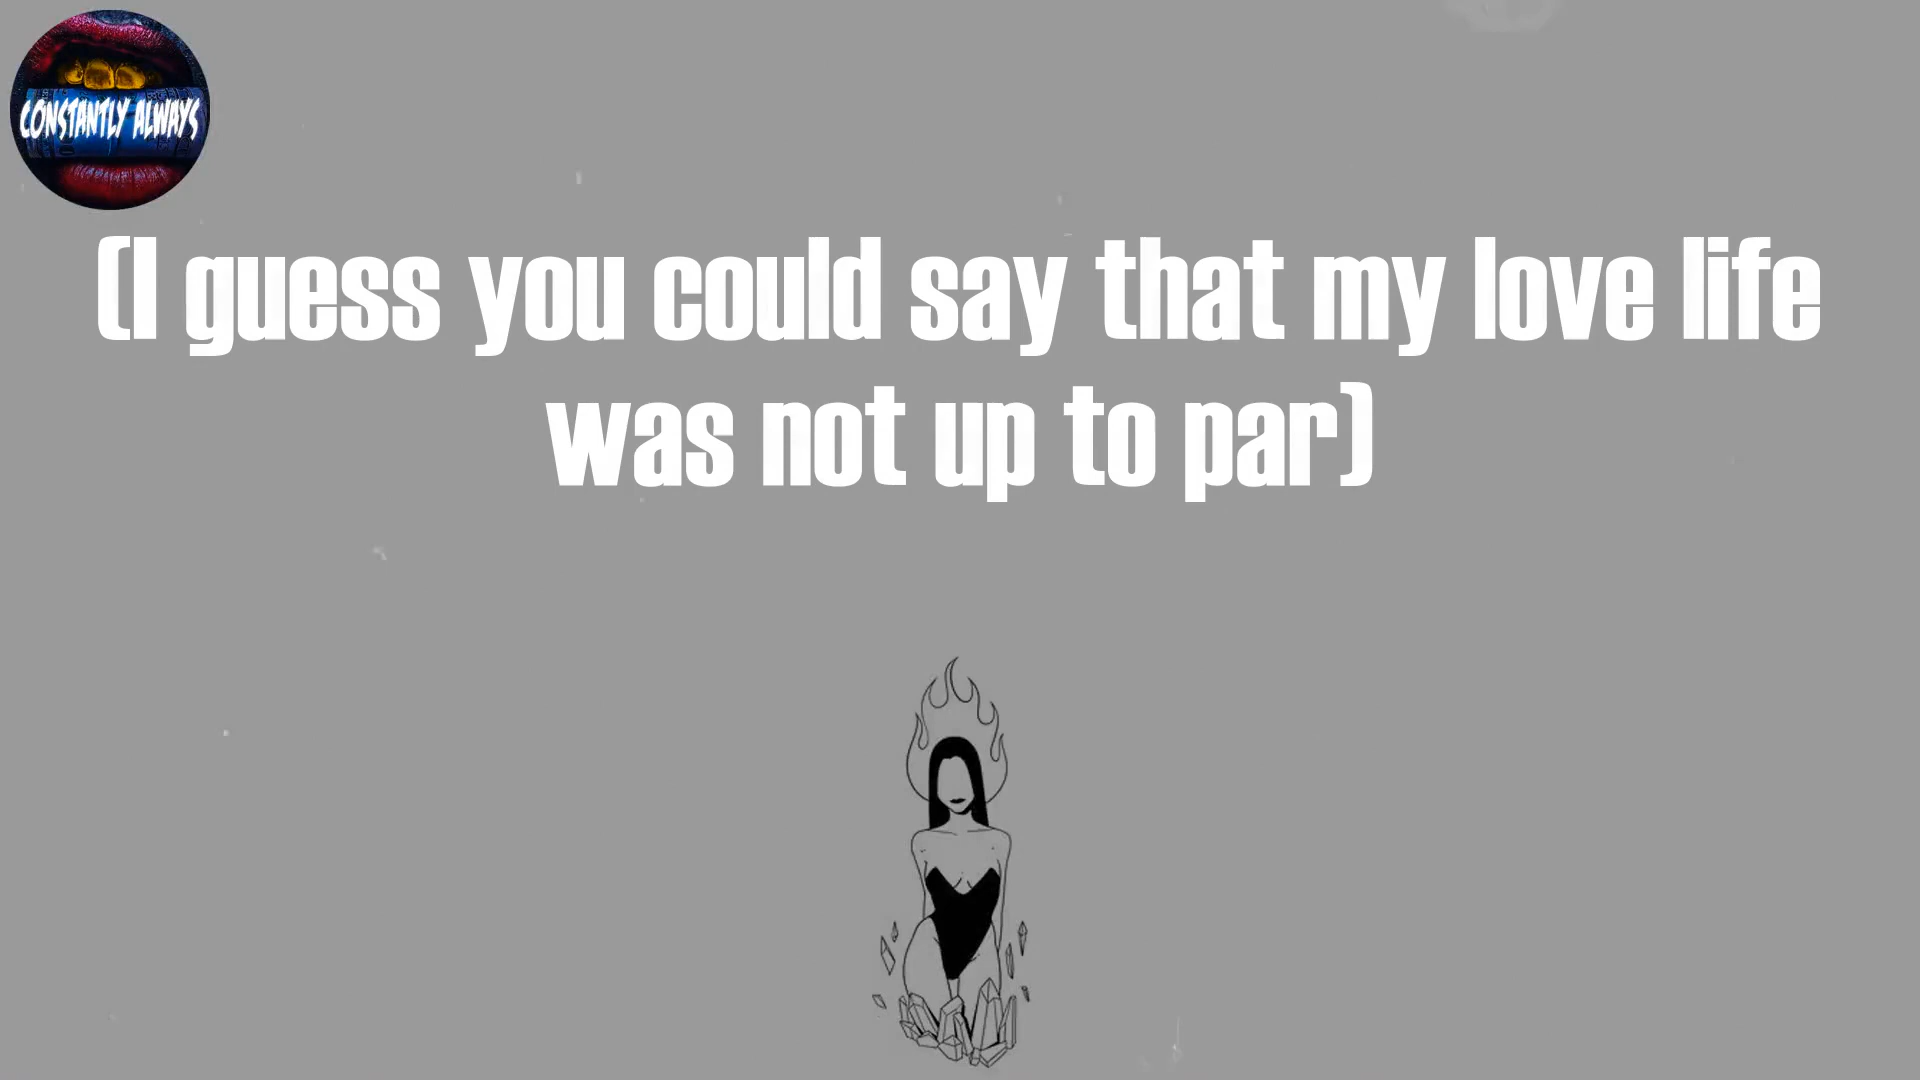 CONSTANTLY ALWAYS
(I guess you could say that my love life
was not up to par)